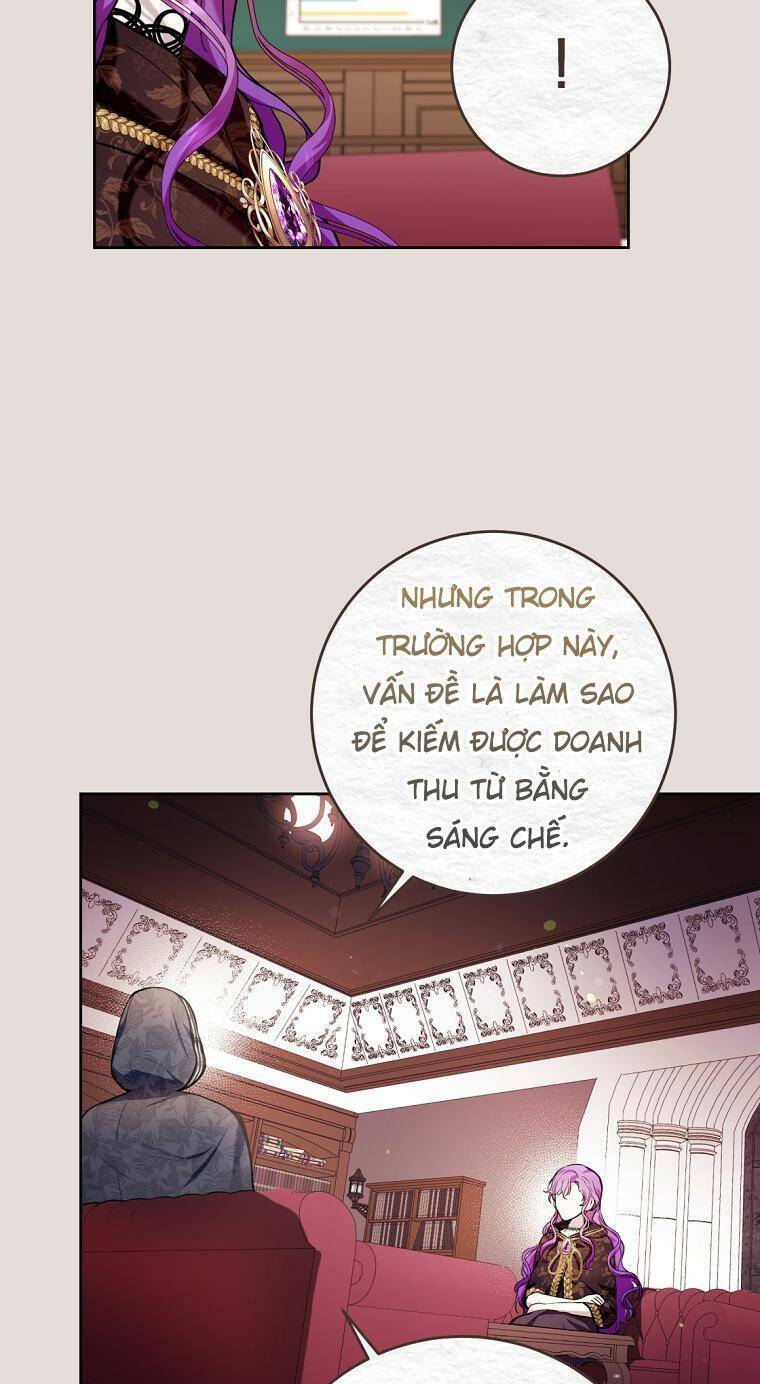 !
NHƯNG TRONG
TRƯỜNG HỢP NÀY,
VẤN ĐỀ LÀ LÀM SAO
ĐỂ KIẾM ĐƯỢC DOANH
THU TỪ BẰNG
SÁNG CHẾ.